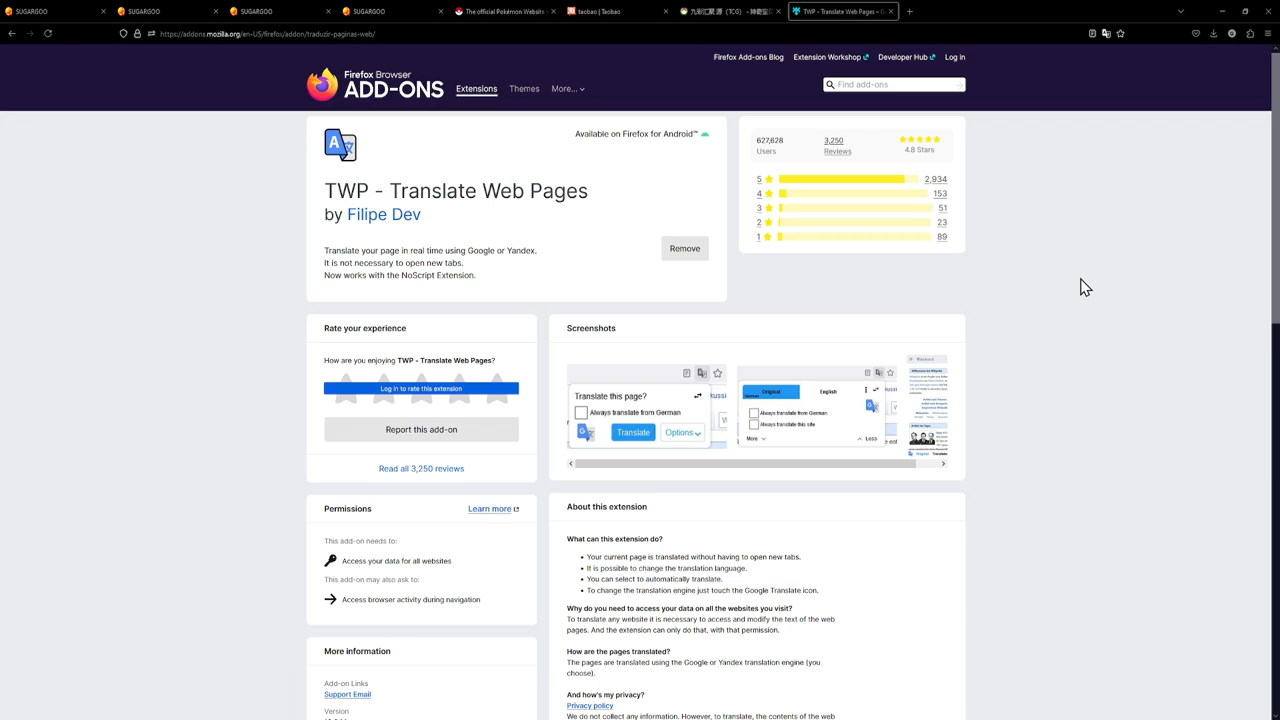 SUGARGOO
SUGARGOO
SUGARGOO
SUGARGOO
The official Pokémon Website
taobao | Taobao
TWP - Translate Web Pages –
https://addons.mozilla.org/en-US/firefox/addon/traduzir-paginas-web/
Firefox Add-ons Blog
Extension Workshop
Developer Hub
Log in
Firefox Browser
ADD-ONS
Extensions
Themes
More...
Find add-ons
Available on Firefox for Android™
TWP - Translate Web Pages
by Filipe Dev
Translate your page in real time using Google or Yandex.
It is not necessary to open new tabs.
Now works with the NoScript Extension.
Remove
627,628
Users
3,250
Reviews
4.8 Stars
5 2,934
4 153
3 51
2 23
1 89
Rate your experience
How are you enjoying TWP - Translate Web Pages?
Log in to rate this extension
Report this add-on
Read all 3,250 reviews
Screenshots
Translate this page?
Always translate from German
Translate
Options
Original
English
German
Always translate from German
Always translate this site
More
Less
Permissions
Learn more
This add-on needs to:
Access your data for all websites
This add-on may also ask to:
Access browser activity during navigation
More information
Add-on Links
Support Email
Version
About this extension
What can this extension do?
• Your current page is translated without having to open new tabs.
• It is possible to change the translation language.
• You can select to automatically translate.
• To change the translation engine just touch the Google Translate icon.
Why do you need to access your data on all the websites you visit?
To translate any website it is necessary to access and modify the text of the web
pages. And the extension can only do that, with that permission.
How are the pages translated?
The pages are translated using the Google or Yandex translation engine (you
choose).
And how's my privacy?
Privacy policy
We do not collect any information. However, to translate, the contents of the web